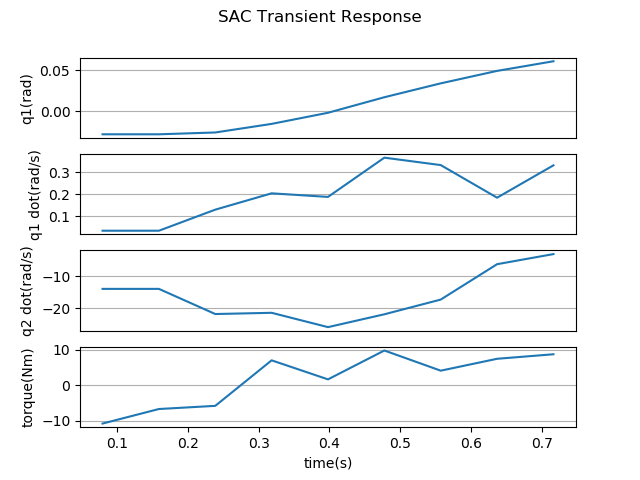 SAC Transient Response
q1(rad)
0.05
0.00
q1 dot(rad/s)
0.3
0.2
0.1
q2 dot(rad/s)
−10
−20
torque(Nm)
10
0
−10
0.1 0.2 0.3 0.4 0.5 0.6 0.7
time(s)